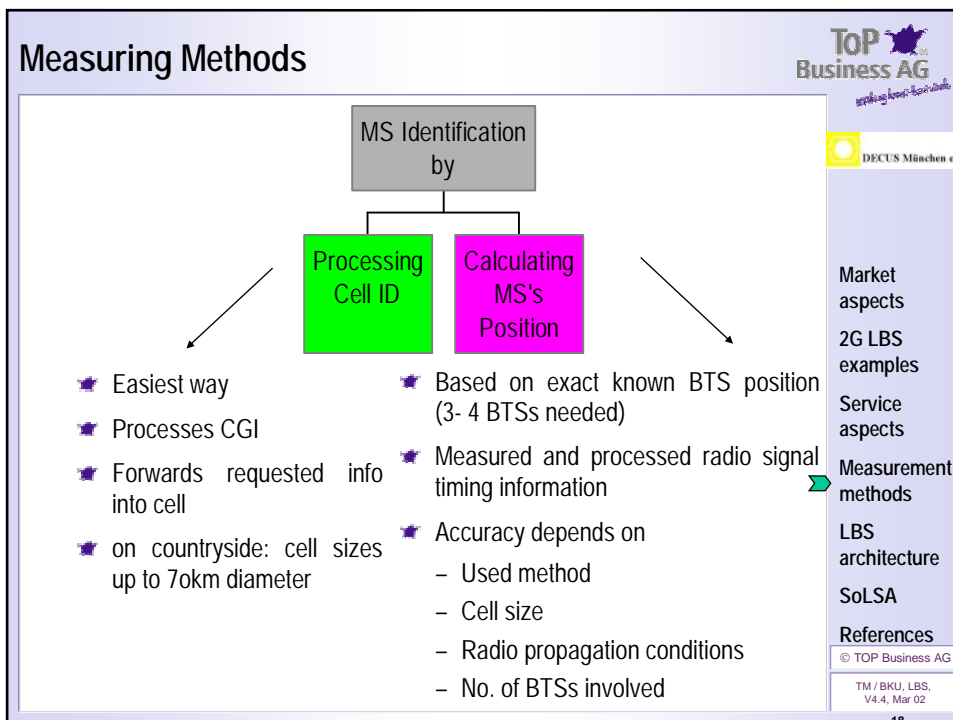 Measuring Methods
ToP
Business AG
DECUS München e
MS Identification
by
Processing
Cell ID
Calculating
MS's
Position
Easiest way
Processes CGI
Forwards requested info
into cell
on countryside: cell sizes
up to 7okm diameter
Based on exact known BTS position
(3- 4 BTSs needed)
Measured and processed radio signal
timing information
Accuracy depends on
– Used method
– Cell size
– Radio propagation conditions
– No. of BTSs involved
Market
aspects
2G LBS
examples
Service
aspects
Measurement
methods
LBS
architecture
SoLSA
References
© TOP Business AG
TM / BKU, LBS,
V4.4, Mar 02
18